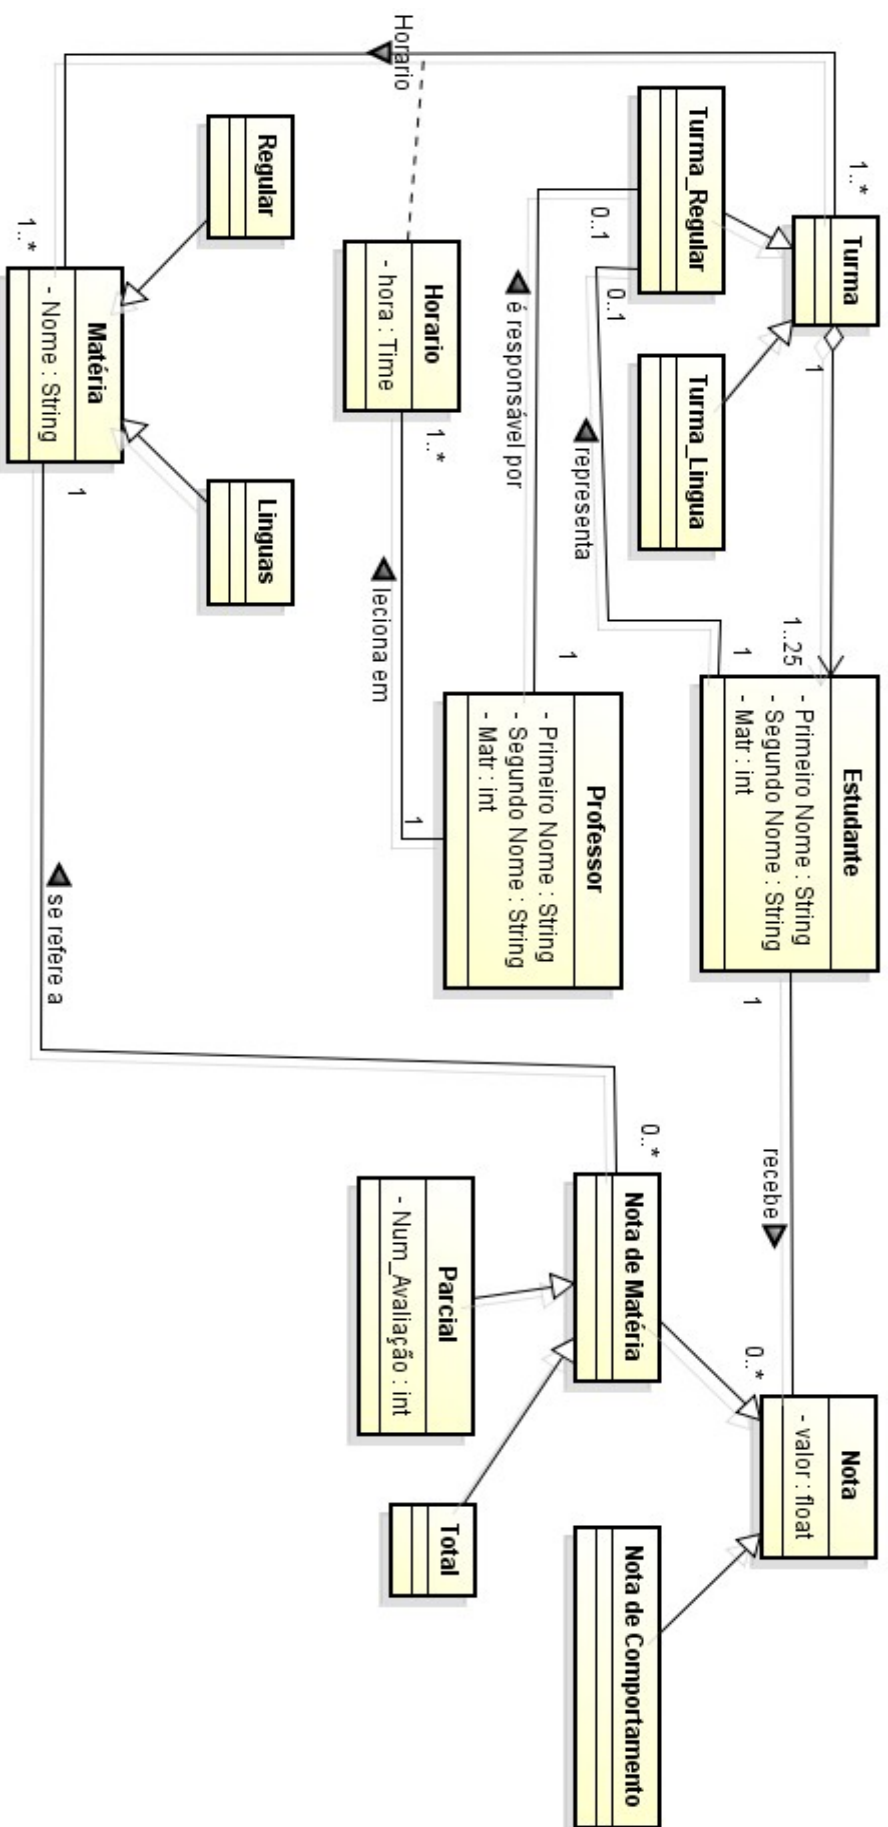 Turma
1..*
1
1..25
Estudante
- Primeiro Nome : String
- Segundo Nome : String
- Matr : int
1
1
recebe
0..*
Nota
- valor : float
Turma_Regular
0..1
0..1
Turma_Lingua
representa
é responsável por
1
Professor
- Primeiro Nome : String
- Segundo Nome : String
- Matr : int
1
Nota de Matéria
0..*
Nota de Comportamento
Horario
Horario
- hora : Time
1..*
leciona em
Parcial
- Num_Avaliação : int
Total
Regular
Linguas
1..*
Matéria
- Nome : String
1
se refere a